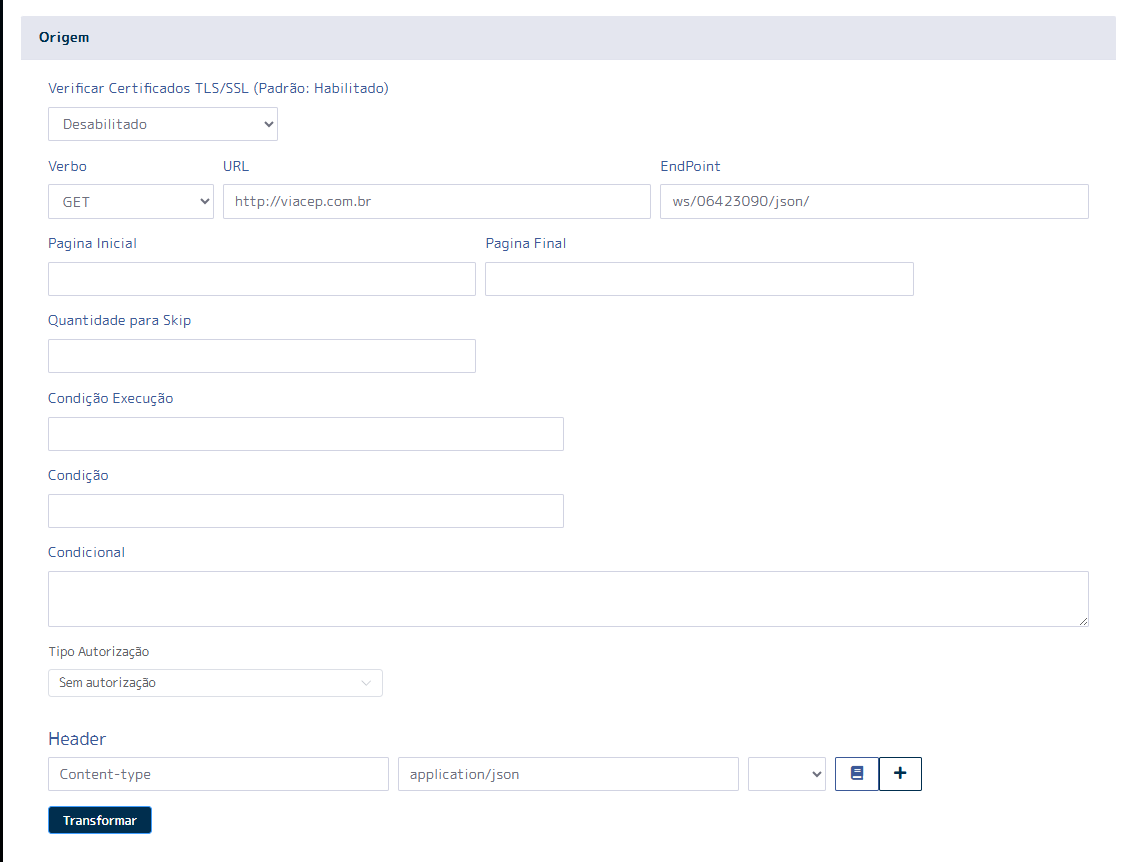 Origem
Verificar Certificados TLS/SSL (Padrão: Habilitado)
Desabilitado
Verbo URL EndPoint
GET http://viacep.com.br ws/06423090/json/
Pagina Inicial Pagina Final
Quantidade para Skip
Condição Execução
Condição
Condicional
Tipo Autorização
Sem autorização
Header
Content-type application/json
Transformar